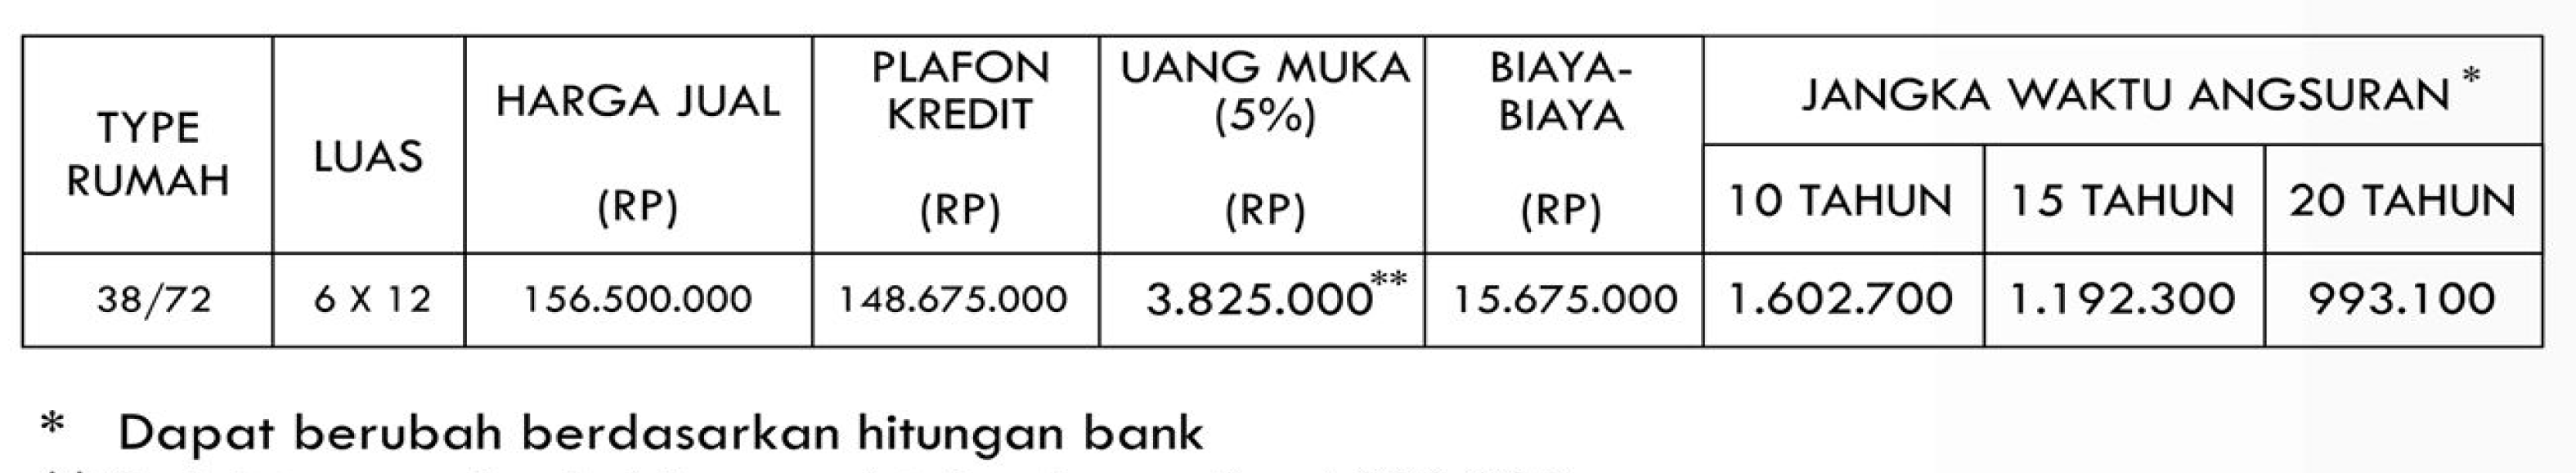 TYPE RUMAH
LUAS
HARGA JUAL
(RP)
PLAFON KREDIT
(RP)
UANG MUKA (5%)
(RP)
BIAYA-BIAYA
(RP)
JANGKA WAKTU ANGSURAN *
10 TAHUN
15 TAHUN
20 TAHUN
38/72
6 X 12
156.500.000
148.675.000
3.825.000**
15.675.000
1.602.700
1.192.300
993.100
* Dapat berubah berdasarkan hitungan bank